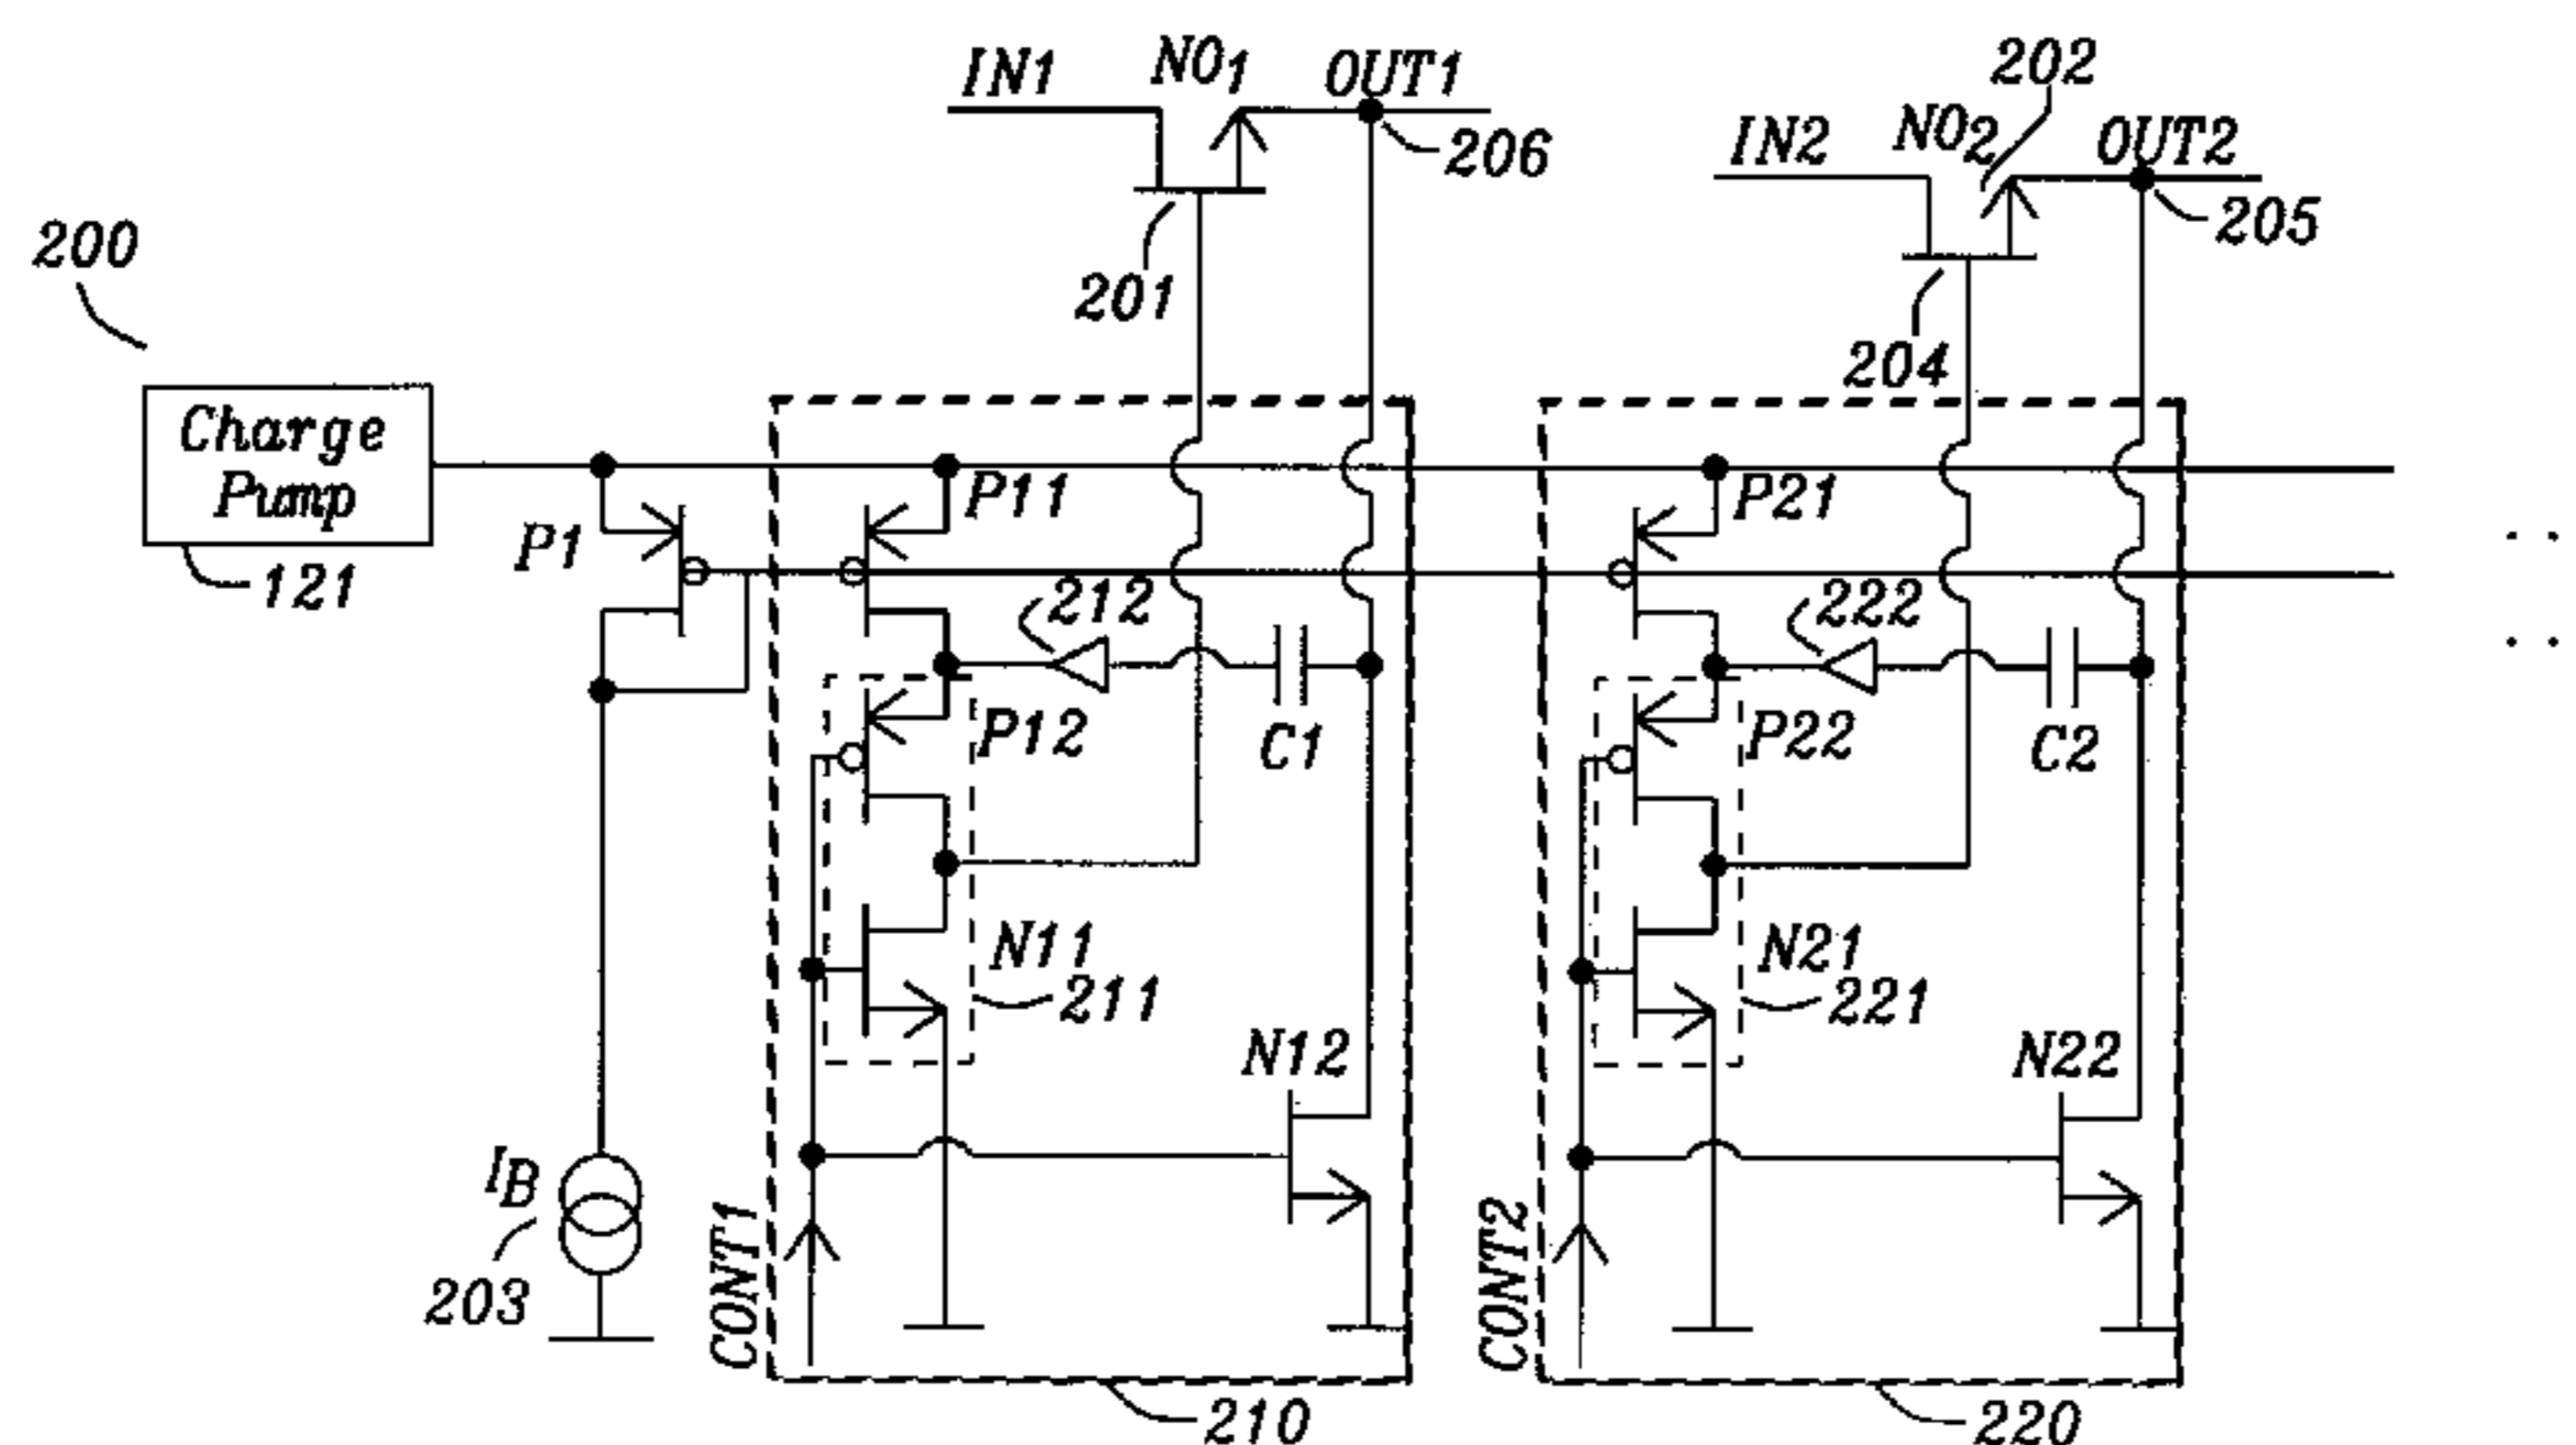 IN1 NO1 OUT1
202
IN2 NO2 OUT2
206
205
200
201
204
Charge
Pump
P11
P21
P1
121
212
222
P12
C1
P22
C2
N11
211
N21
221
N12
N22
IB
203
CONT1
CONT2
210
220